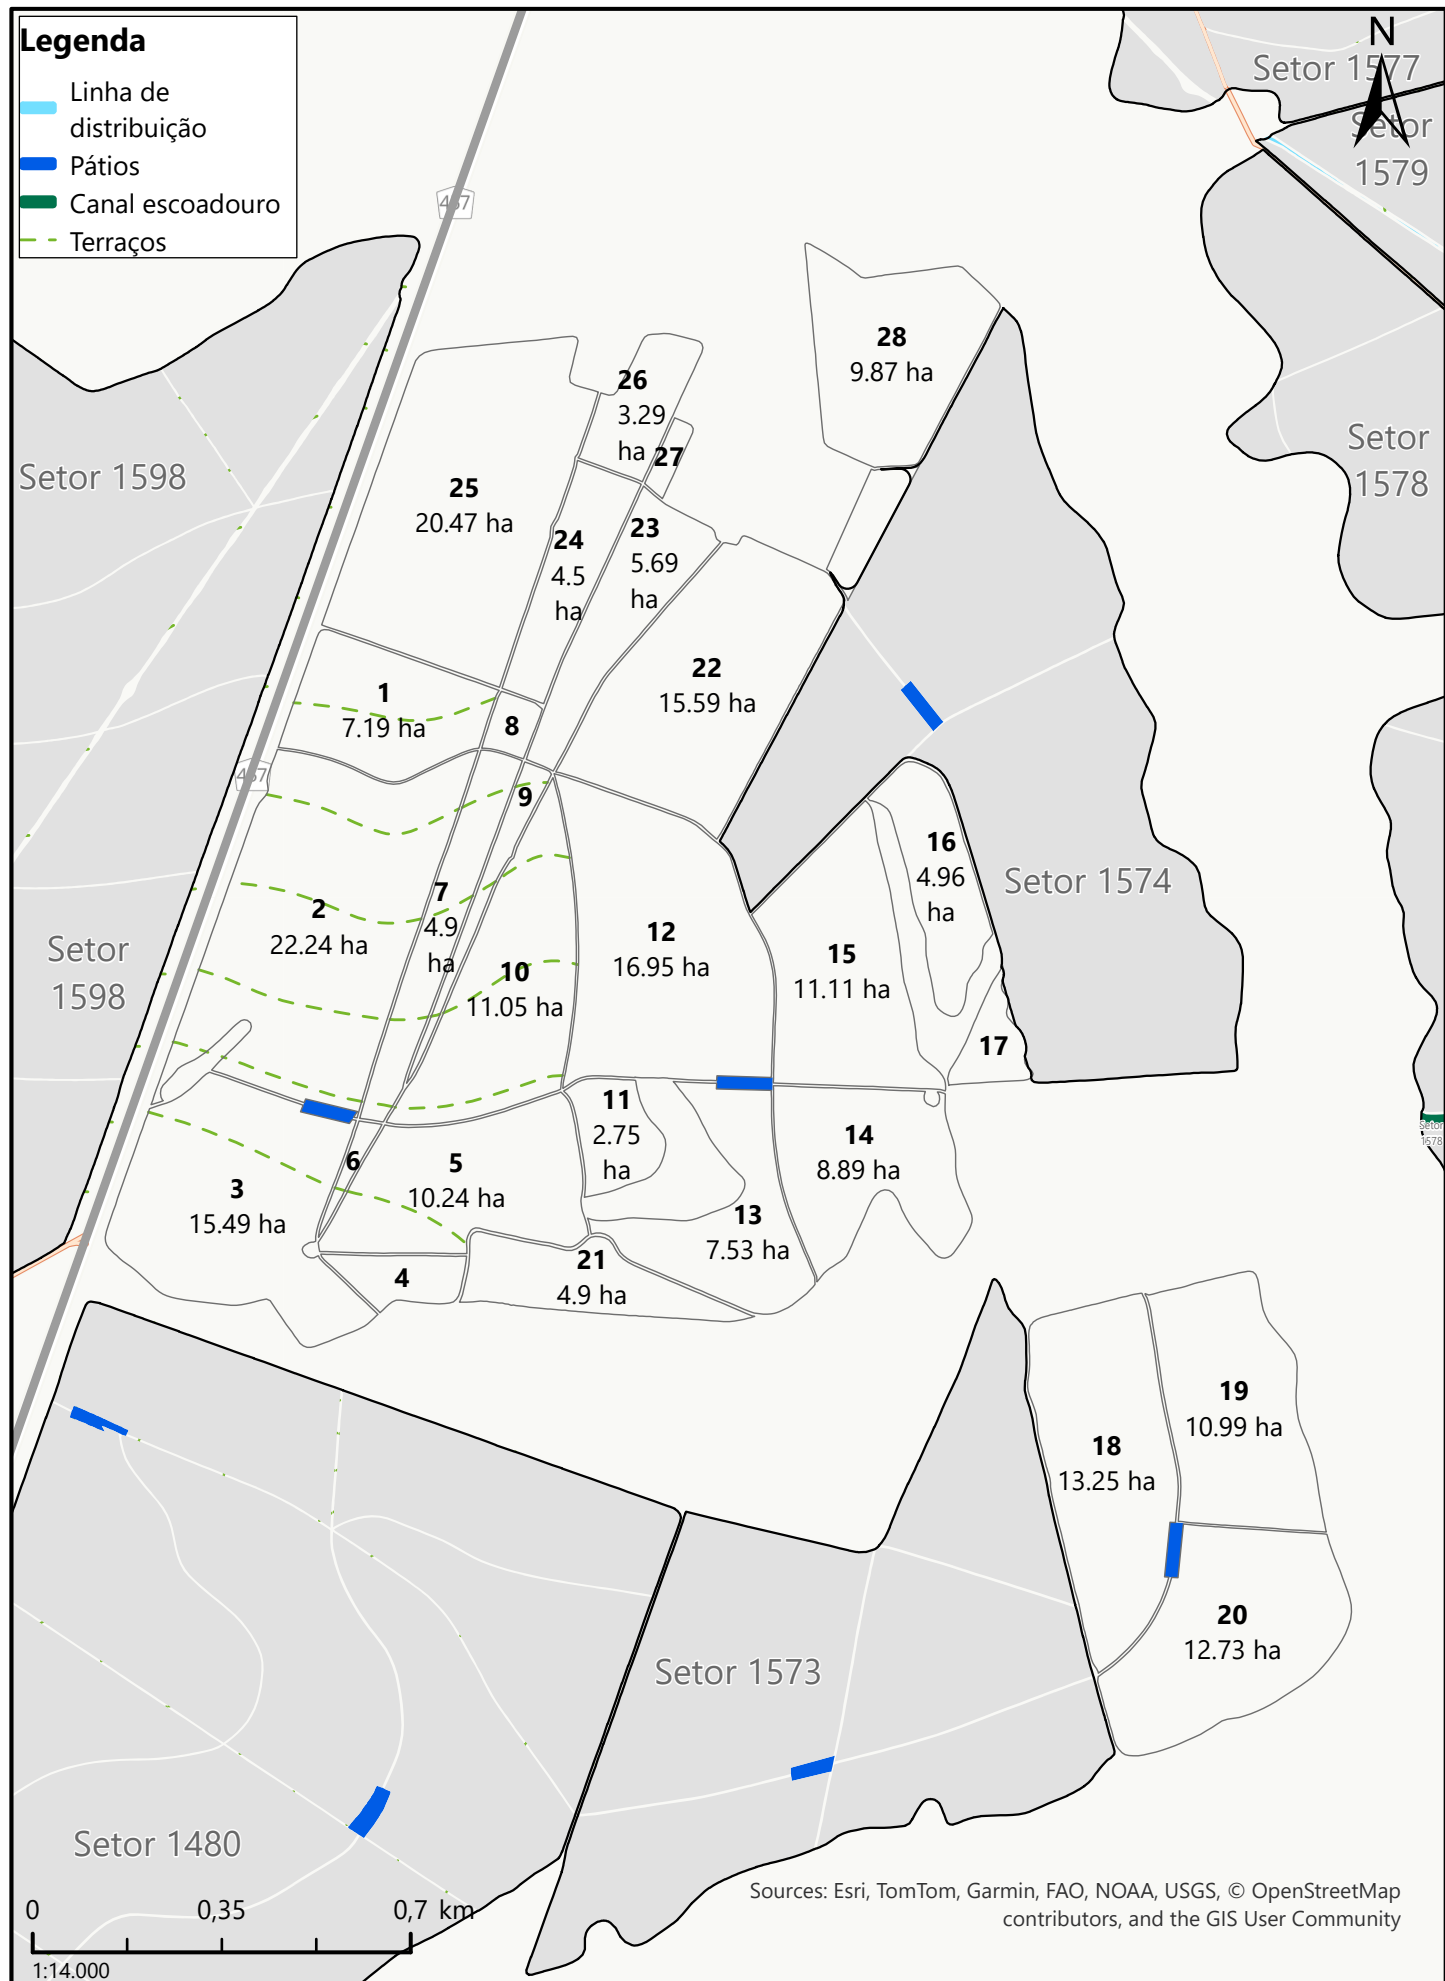 Legenda
Linha de
distribuição
Pátios
Canal escoadouro
Terraços
N
Setor 1577
Setor
1579
Setor
1578
Setor 1598
Setor
1598
Setor 1574
Setor 1573
Setor 1480
Setor
1578
467
467
28
9.87 ha
26
3.29
ha
27
25
20.47 ha
24
4.5
ha
23
5.69
ha
22
15.59 ha
1
7.19 ha
8
9
2
22.24 ha
7
4.9
ha
10
11.05 ha
12
16.95 ha
16
4.96
ha
15
11.11 ha
17
11
2.75
ha
14
8.89 ha
6
5
10.24 ha
3
15.49 ha
13
7.53 ha
21
4.9 ha
4
19
10.99 ha
18
13.25 ha
20
12.73 ha
0 0,35 0,7 km
1:14.000
Sources: Esri, TomTom, Garmin, FAO, NOAA, USGS, © OpenStreetMap
contributors, and the GIS User Community